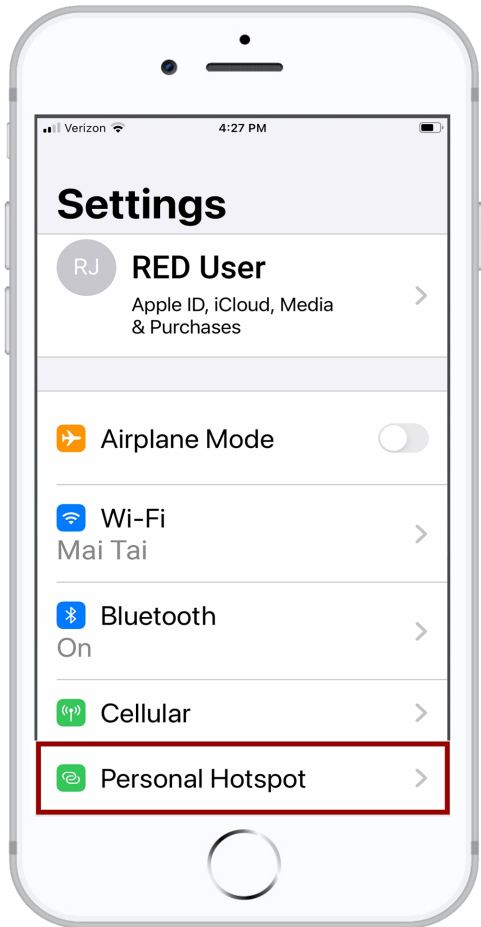 Verizon 4:27 PM
Settings
RJ
RED User
Apple ID, iCloud, Media
& Purchases
Airplane Mode
Wi-Fi
Mai Tai
Bluetooth
On
Cellular
Personal Hotspot